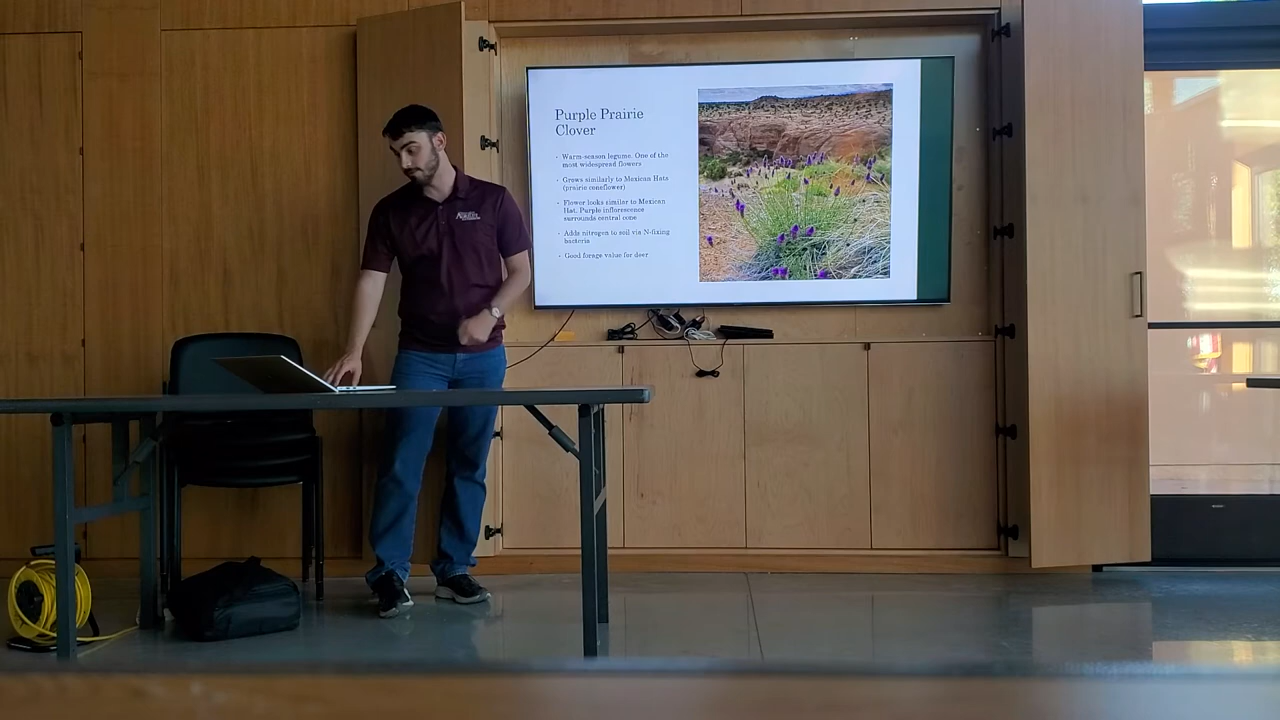 Purple Prairie
Clover
• Warm-season legume. One of the
most widespread flowers
• Grows similarly to Mexican Hats
(prairie coneflower)
• Flower looks similar to Mexican
Hat. Purple inflorescence
surrounds central cone
• Adds nitrogen to soil via N-fixing
bacteria
• Good forage value for deer